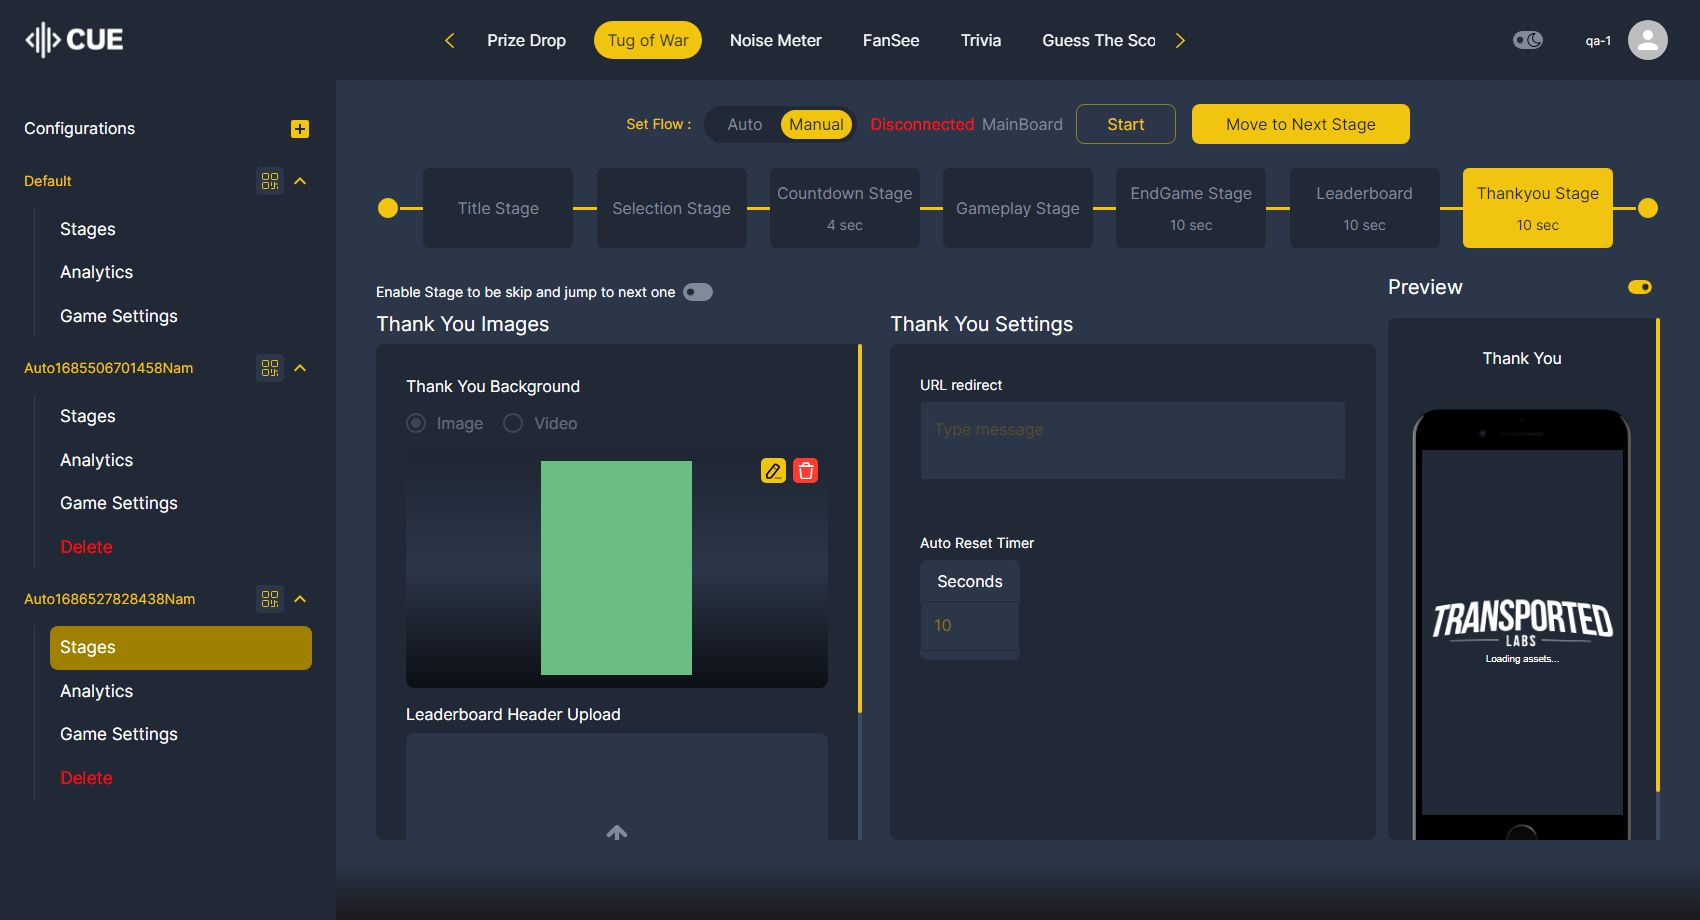 CUE
Prize Drop
Tug of War
Noise Meter
FanSee
Trivia
Guess The Sco
qa-1
Configurations
Default
Stages
Analytics
Game Settings
Auto1685506701458Nam
Stages
Analytics
Game Settings
Delete
Auto1686527828438Nam
Stages
Analytics
Game Settings
Delete
Set Flow :
Auto
Manual
Disconnected MainBoard
Start
Move to Next Stage
Title Stage
Selection Stage
Countdown Stage
4 sec
Gameplay Stage
EndGame Stage
10 sec
Leaderboard
10 sec
Thankyou Stage
10 sec
Enable Stage to be skip and jump to next one
Thank You Images
Thank You Background
Image
Video
Leaderboard Header Upload
Thank You Settings
URL redirect
Type message
Auto Reset Timer
Seconds
10
Preview
Thank You
TRANSPORTED
LABS
Loading assets...